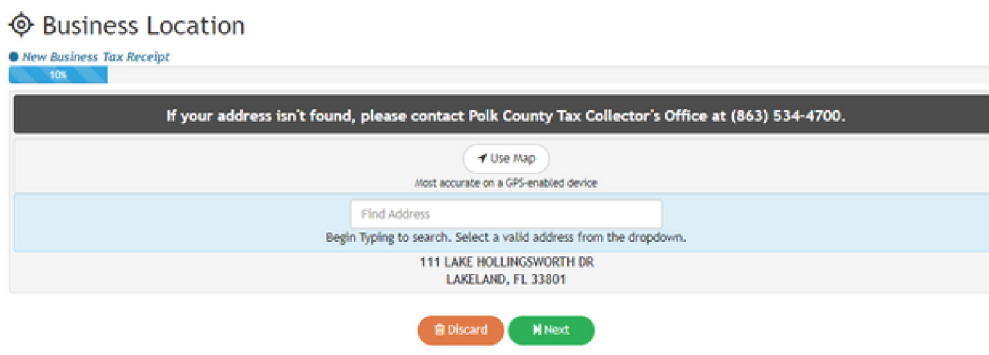 Business Location
New Business Tax Receipt
10%
If your address isn't found, please contact Polk County Tax Collector's Office at (863) 534-4700.
Use Map
Most accurate on a GPS-enabled device
Find Address
Begin Typing to search. Select a valid address from the dropdown.
111 LAKE HOLLINGSWORTH DR
LAKELAND, FL 33801
Discard Next